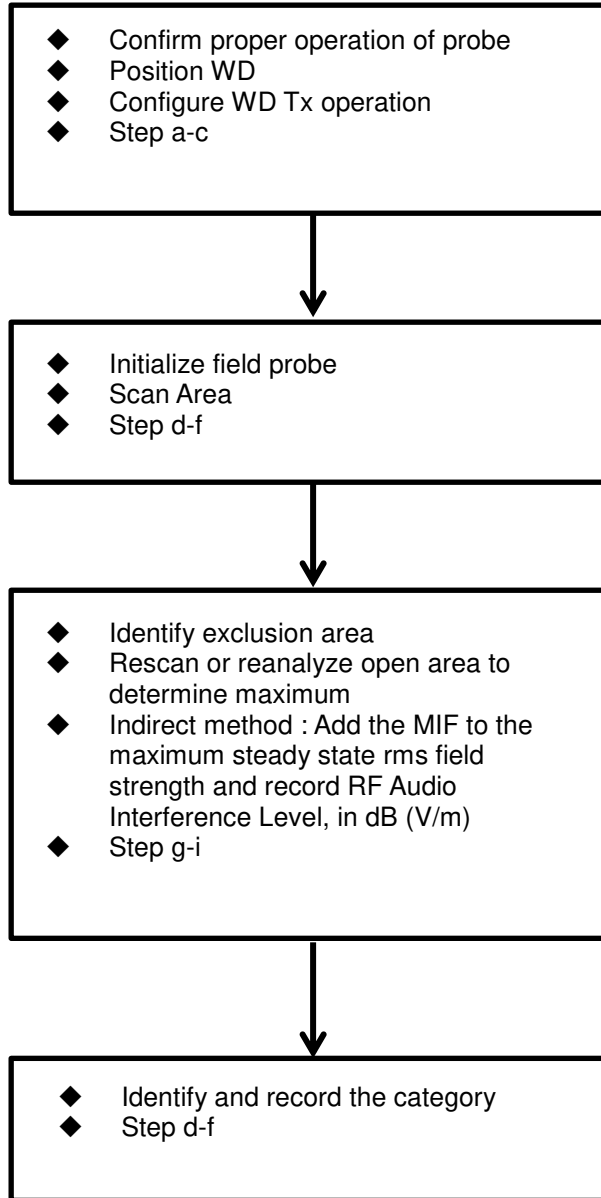 ◆ Confirm proper operation of probe
◆ Position WD
◆ Configure WD Tx operation
◆ Step a-c
◆ Initialize field probe
◆ Scan Area
◆ Step d-f
◆ Identify exclusion area
◆ Rescan or reanalyze open area to
determine maximum
◆ Indirect method : Add the MIF to the
maximum steady state rms field
strength and record RF Audio
Interference Level, in dB (V/m)
◆ Step g-i
◆ Identify and record the category
◆ Step d-f